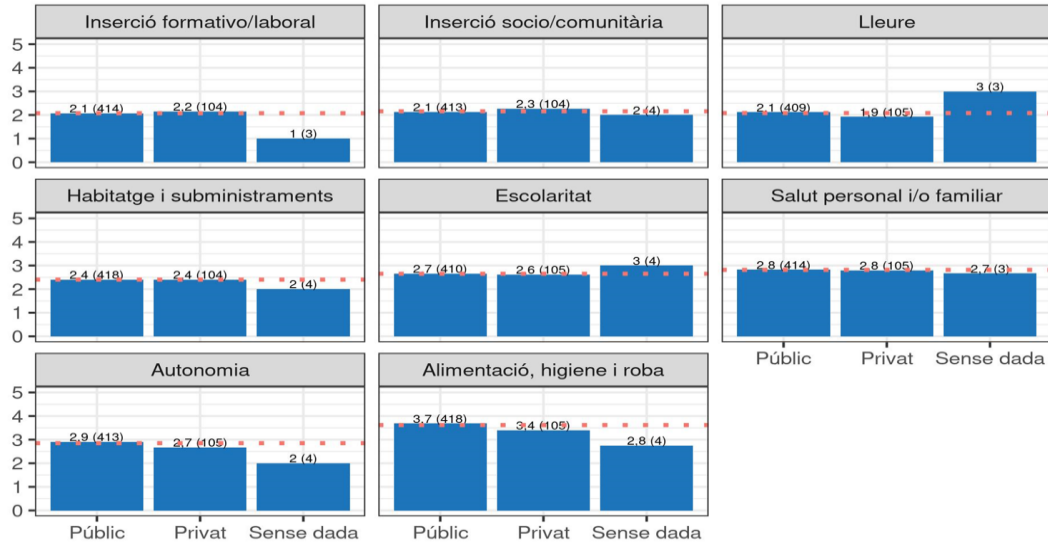 Inserció formativo/laboral
Inserció socio/comunitària
Lleure
5
4
3
2
1
0
2,1 (414)
2,2 (104)
1 (3)
2,1 (413)
2,3 (104)
2 (4)
2,1 (409)
1,9 (105)
3 (3)
Habitatge i subministraments
Escolaritat
Salut personal i/o familiar
5
4
3
2
1
0
2,4 (418)
2,4 (104)
2 (4)
2,7 (410)
2,6 (105)
3 (4)
2,8 (414)
2,8 (105)
2,7 (3)
Públic
Privat
Sense dada
Autonomia
Alimentació, higiene i roba
5
4
3
2
1
0
2,9 (413)
2,7 (105)
2 (4)
3,7 (418)
3,4 (105)
2,8 (4)
Públic
Privat
Sense dada
Públic
Privat
Sense dada